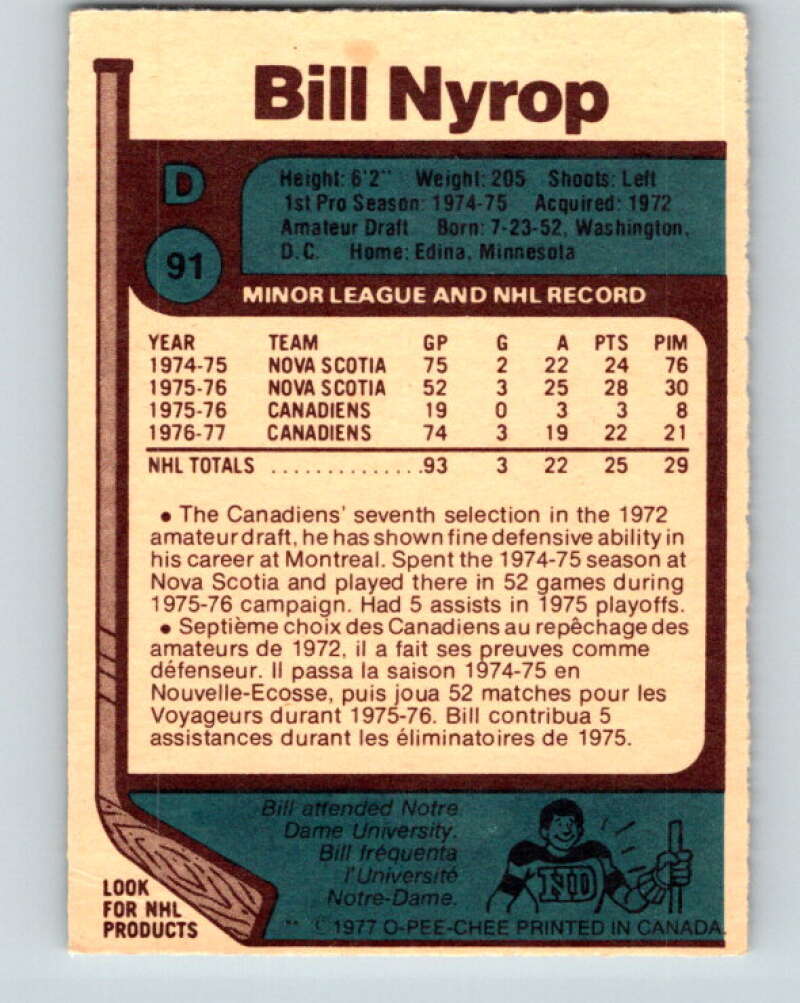 Bill Nyrop
D
Height: 6'2" Weight: 205 Shoots: Left
1st Pro Season: 1974-75 Acquired: 1972
Amateur Draft Born: 7-23-52, Washington,
D.C. Home: Edina, Minnesota
91
MINOR LEAGUE AND NHL RECORD
YEAR TEAM GP G A PTS PIM
1974-75 NOVA SCOTIA 75 2 22 24 76
1975-76 NOVA SCOTIA 52 3 25 28 30
1975-76 CANADIENS 19 0 3 3 8
1976-77 CANADIENS 74 3 19 22 21
NHL TOTALS ..............93 3 22 25 29
• The Canadiens' seventh selection in the 1972
amateur draft, he has shown fine defensive ability in
his career at Montreal. Spent the 1974-75 season at
Nova Scotia and played there in 52 games during
1975-76 campaign. Had 5 assists in 1975 playoffs.
• Septième choix des Canadiens au repêchage des
amateurs de 1972, il a fait ses preuves comme
défenseur. Il passa la saison 1974-75 en
Nouvelle-Ecosse, puis joua 52 matches pour les
Voyageurs durant 1975-76. Bill contribua 5
assistances durant les éliminatoires de 1975.
Bill attended Notre
Dame University.
Bill fréquenta
l'Université
Notre-Dame.
ND
LOOK
FOR NHL
PRODUCTS
** © 1977 O-PEE-CHEE PRINTED IN CANADA